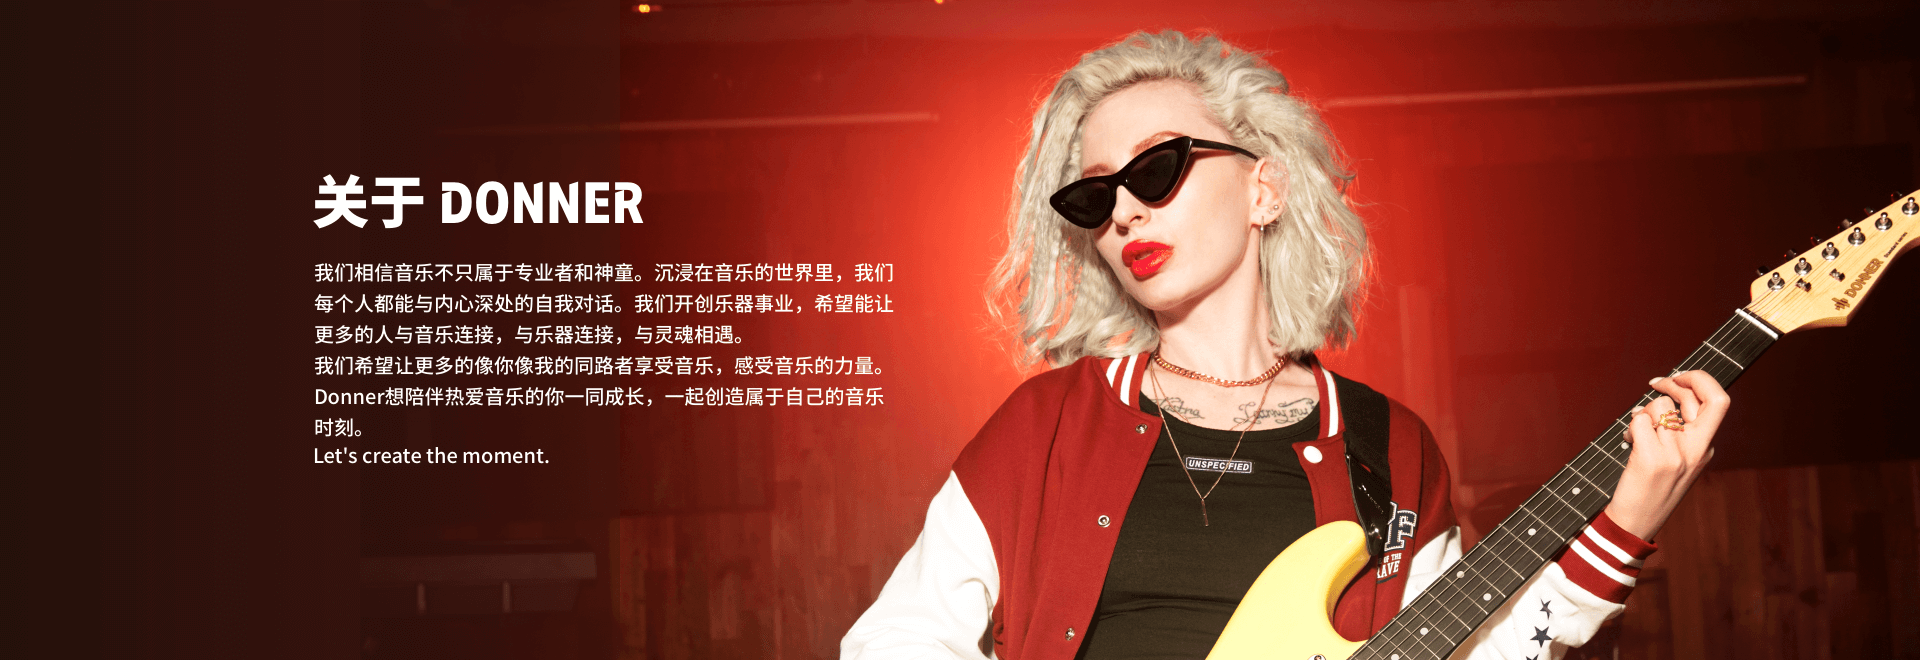 关于 DONNER
我们相信音乐不只属于专业者和神童。沉浸在音乐的世界里，我们
每个人都能与内心深处的自我对话。我们开创乐器事业，希望能让
更多的人与音乐连接，与乐器连接，与灵魂相遇。
我们希望让更多的像你像我的同路者享受音乐，感受音乐的力量。
Donner想陪伴热爱音乐的你一同成长，一起创造属于自己的音乐
时刻。
Let's create the moment.
DONNER
UNSPECIFIED